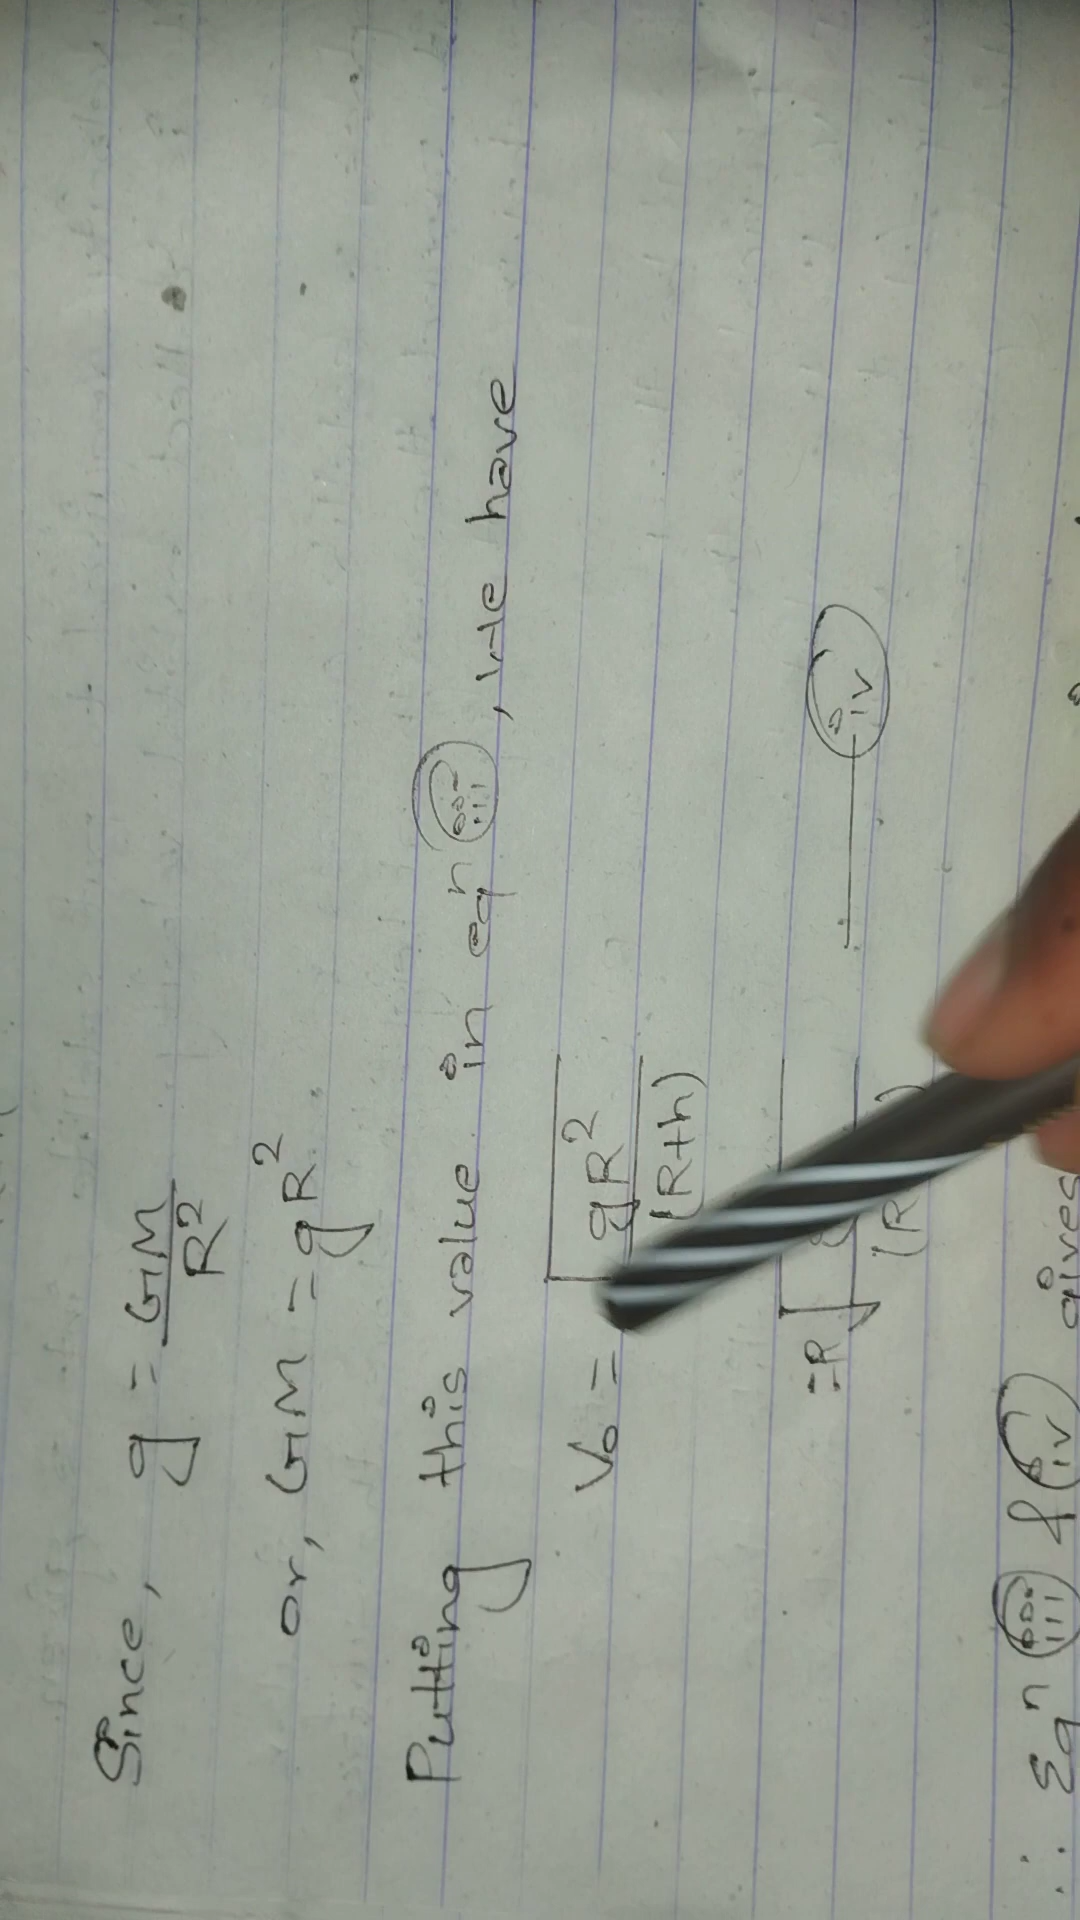 Since, g = GM/R²
or, GM = gR²
Putting this value in eqⁿ (iii), we have
V₀ = √(gR²/(R+h))
= R√( /(R —— (iv)
∴ Eqⁿ (iii) & (iv) gives